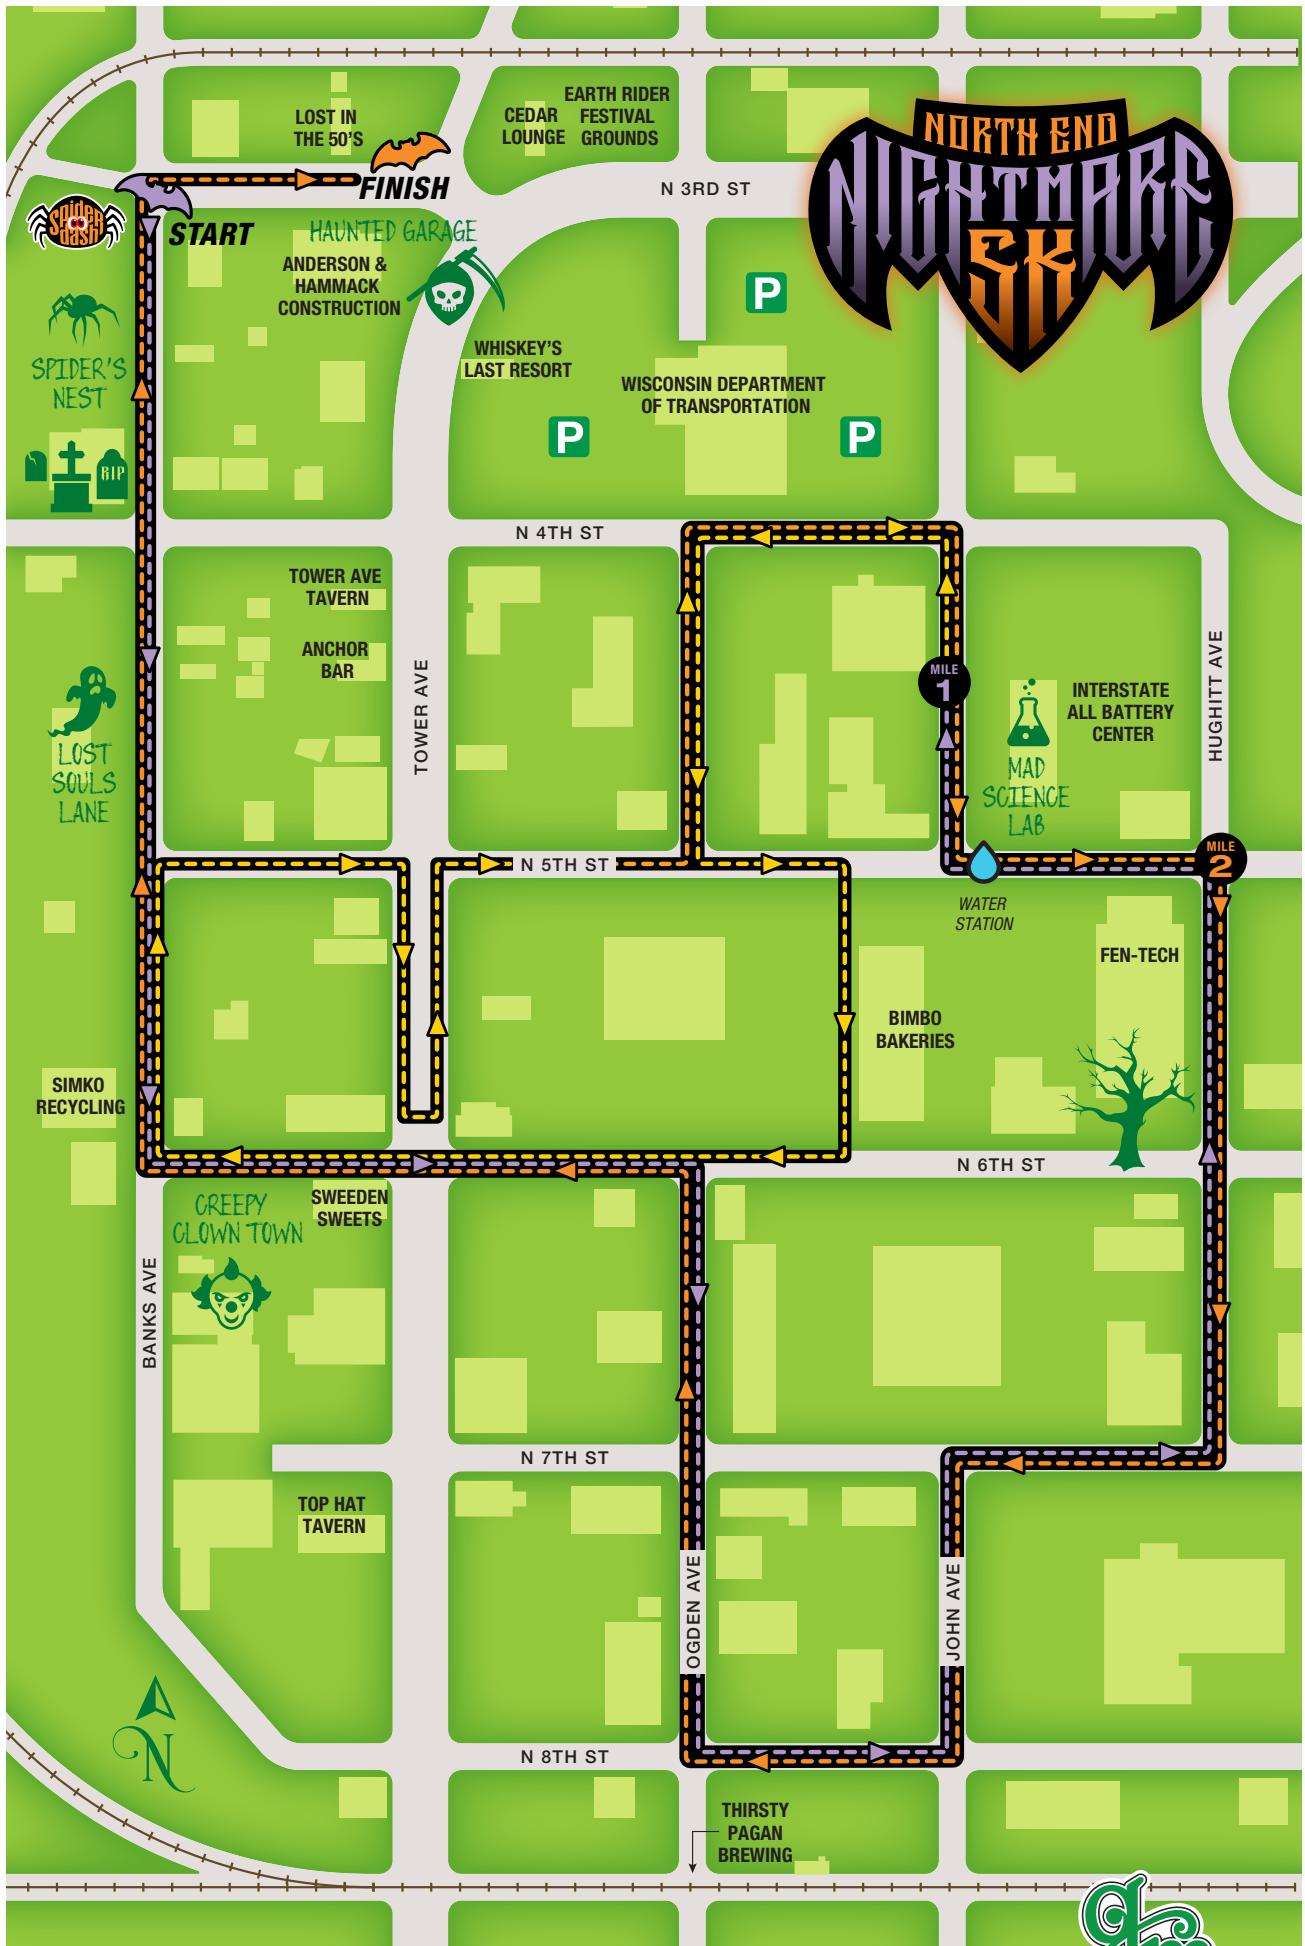 LOST IN
THE 50'S
CEDAR
LOUNGE
EARTH RIDER
FESTIVAL
GROUNDS
NORTH END
NIGHTMARE
5K
FINISH
N 3RD ST
Spider
dash
START
HAUNTED GARAGE
ANDERSON &
HAMMACK
CONSTRUCTION
P
SPIDER'S
NEST
WHISKEY'S
LAST RESORT
WISCONSIN DEPARTMENT
OF TRANSPORTATION
P
P
RIP
N 4TH ST
TOWER AVE
TAVERN
ANCHOR
BAR
TOWER AVE
MILE
1
INTERSTATE
ALL BATTERY
CENTER
HUGHITT AVE
LOST
SOULS
LANE
MAD
SCIENCE
LAB
N 5TH ST
MILE
2
WATER
STATION
FEN-TECH
BIMBO
BAKERIES
SIMKO
RECYCLING
N 6TH ST
CREEPY
CLOWN TOWN
SWEEDEN
SWEETS
BANKS AVE
N 7TH ST
TOP HAT
TAVERN
OGDEN AVE
JOHN AVE
N
N 8TH ST
THIRSTY
PAGAN
BREWING